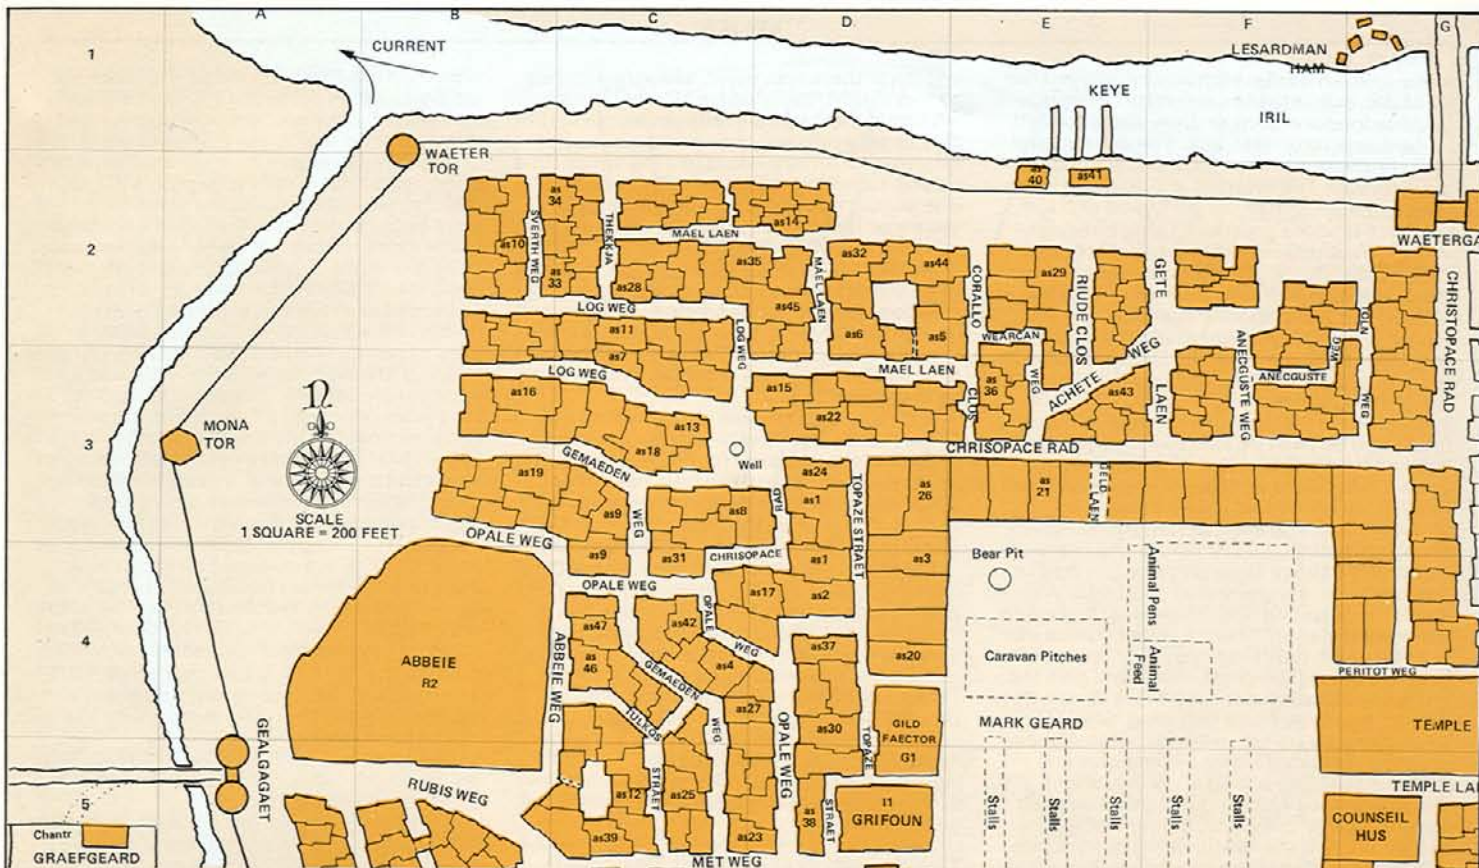 A
B
C
D
E
F
G
1
CURRENT
LESARDMAN
HAM
KEYE
IRIL
WAETER
TOR
as
40
as41
as
34
SVERTH WEG
THEKKJA
as14
MAEL LAEN
WAETERGA
2
as10
as
33
as28
as35
as45
MAEL LAEN
as32
as44
CORALLO
as29
RIUDE CLOS
GETE
CHRISTOPACE RAD
LOG WEG
as11
as7
LOG WEG
as6
as5
WEARCAN
WEG
ACHETE WEG
ANECGUSTE WEG
DEM
WEG
ANECGUSTE
LOG WEG
MAEL LAEN
as16
as15
as22
CLUS
as
36
as43
LAEN
3
MONA
TOR
N
as13
as18
Well
CHRISOPACE RAD
GEMAEDEN
WEG
as19
as9
as9
as8
RAD
as24
as1
TOPAZE STRAET
as
26
as
21
GELD
LAEN
SCALE
1 SQUARE = 200 FEET
OPALE WEG
as31
CHRISOPACE
as1
as3
Bear Pit
Animal Pens
OPALE WEG
as17
as2
4
ABBEIE
R2
ABBEIE WEG
as47
as
46
as42
OPALE
WEG
as4
GEMAEDEN
WEG
as37
as20
Caravan Pitches
Animal
Feed
PERITOT WEG
as27
JULKOS
STRAET
OPALE WEG
as30
TOPAZE
STRAET
GILD
FAECTOR
G1
MARK GEARD
TEMPLE
GEALGAGAET
RUBIS WEG
TEMPLE LA
5
as12
as25
as
38
I1
GRIFOUN
Stalls
Stalls
Stalls
Stalls
Stalls
COUNSEIL
HUS
Chantr
GRAEFGEARD
as39
as23
MET WEG